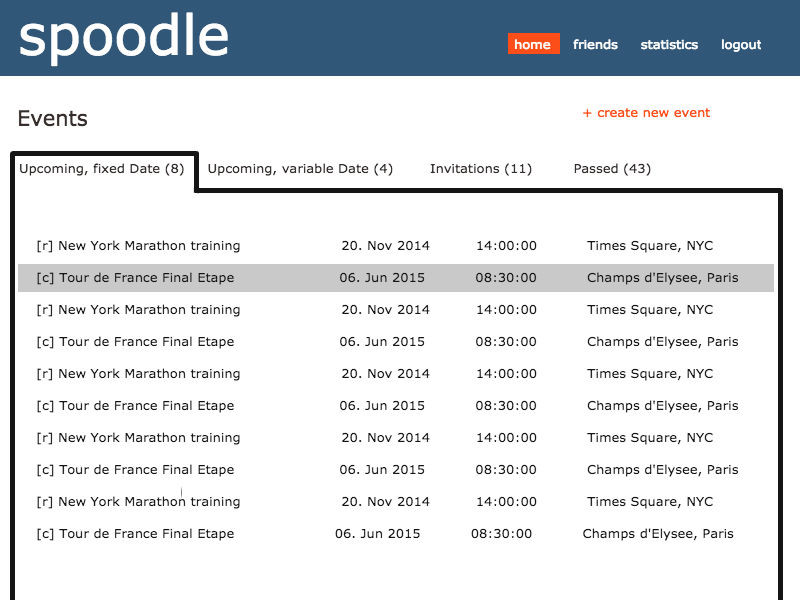 spoodle
home friends statistics logout
Events
+ create new event
Upcoming, fixed Date (8) Upcoming, variable Date (4) Invitations (11) Passed (43)
[r] New York Marathon training 20. Nov 2014 14:00:00 Times Square, NYC
[c] Tour de France Final Etape 06. Jun 2015 08:30:00 Champs d'Elysee, Paris
[r] New York Marathon training 20. Nov 2014 14:00:00 Times Square, NYC
[c] Tour de France Final Etape 06. Jun 2015 08:30:00 Champs d'Elysee, Paris
[r] New York Marathon training 20. Nov 2014 14:00:00 Times Square, NYC
[c] Tour de France Final Etape 06. Jun 2015 08:30:00 Champs d'Elysee, Paris
[r] New York Marathon training 20. Nov 2014 14:00:00 Times Square, NYC
[c] Tour de France Final Etape 06. Jun 2015 08:30:00 Champs d'Elysee, Paris
[r] New York Marathon training 20. Nov 2014 14:00:00 Times Square, NYC
[c] Tour de France Final Etape 06. Jun 2015 08:30:00 Champs d'Elysee, Paris